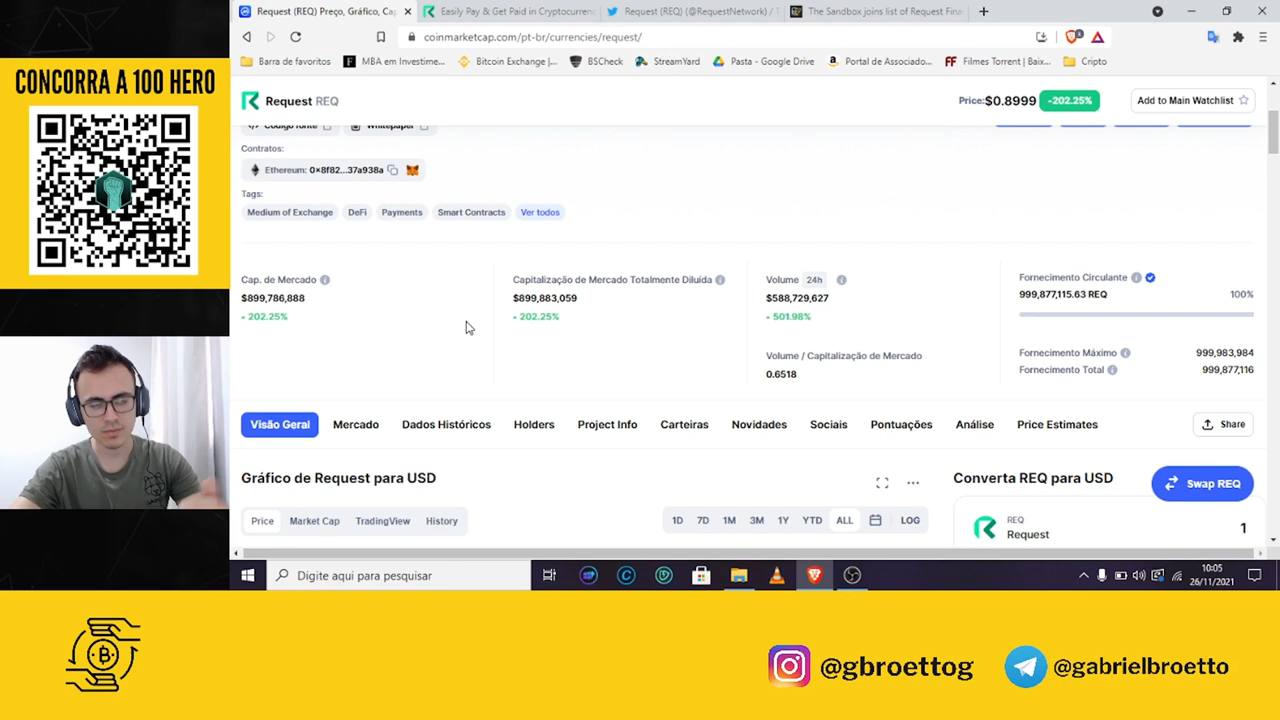 CONCORRA A 100 HERO
Request (REQ) Preço, Gráfico, Ca
Easily Pay & Get Paid in Cryptocurren
Request (REQ) (@RequestNetwork) / T
The Sandbox joins list of Request Fina
coinmarketcap.com/pt-br/currencies/request/
Barra de favoritos
MBA em Investime...
Bitcoin Exchange |...
BSCheck
StreamYard
Pasta - Google Drive
Portal de Associado...
Filmes Torrent | Baix...
Cripto
Request REQ
Price: $0.8999
202.25%
Add to Main Watchlist
Código fonte
Whitepaper
Contratos:
Ethereum: 0x8f82...37a938a
Tags:
Medium of Exchange
DeFi
Payments
Smart Contracts
Ver todos
Cap. de Mercado
$899,786,888
202.25%
Capitalização de Mercado Totalmente Diluída
$899,883,059
202.25%
Volume 24h
$588,729,627
501.98%
Volume / Capitalização de Mercado
0.6518
Fornecimento Circulante
999,877,115.63 REQ 100%
Fornecimento Máximo 999,983,984
Fornecimento Total 999,877,116
Visão Geral
Mercado
Dados Históricos
Holders
Project Info
Carteiras
Novidades
Sociais
Pontuações
Análise
Price Estimates
Share
Gráfico de Request para USD
Price
Market Cap
TradingView
History
1D
7D
1M
3M
1Y
YTD
ALL
LOG
Converta REQ para USD
Swap REQ
REQ
Request
1
Digite aqui para pesquisar
10:05
26/11/2021
@gbroettog
@gabrielbroetto